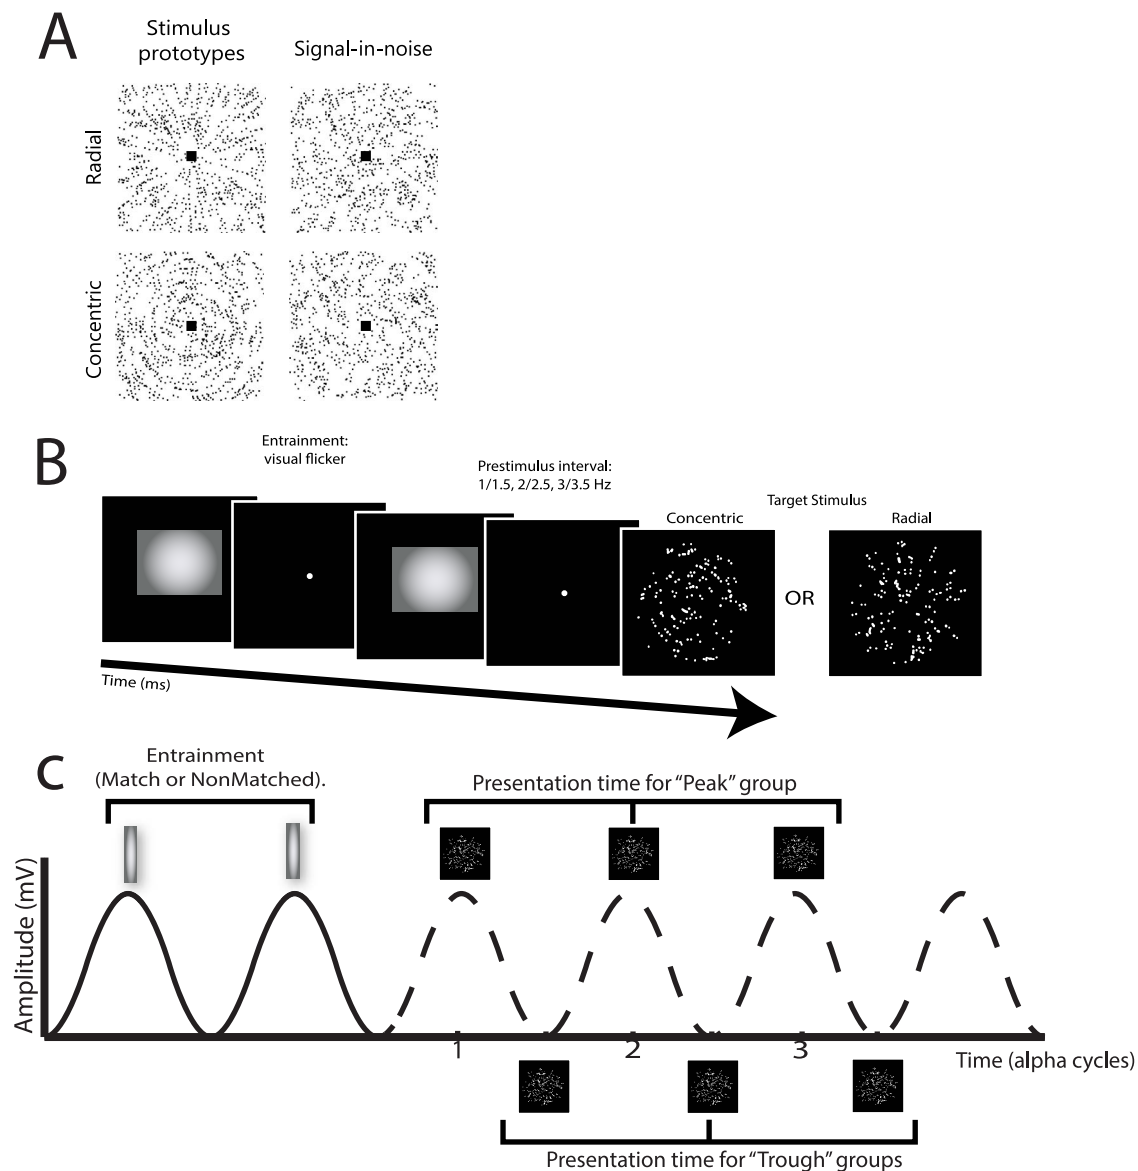 A
Stimulus
prototypes
Signal-in-noise
Radial
Concentric
B
Entrainment:
visual flicker
Prestimulus interval:
1/1.5, 2/2.5, 3/3.5 Hz
Target Stimulus
Concentric
Radial
OR
Time (ms)
C
Entrainment
(Match or NonMatched).
Presentation time for "Peak" group
Amplitude (mV)
1
2
3
Time (alpha cycles)
Presentation time for "Trough" groups